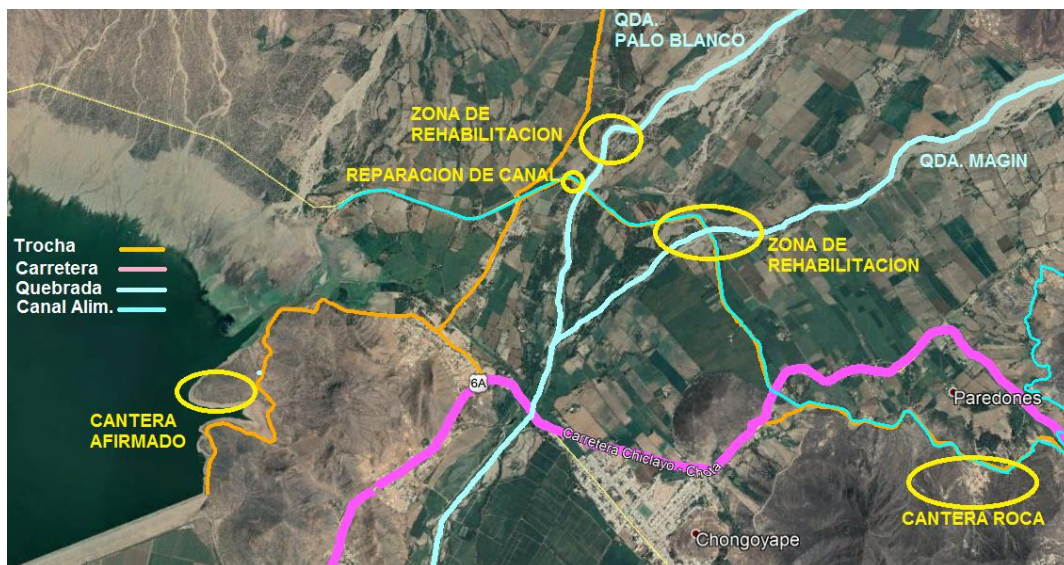 QDA.
PALO BLANCO
ZONA DE
REHABILITACION
REPARACION DE CANAL
QDA. MAGIN
ZONA DE
REHABILITACION
Trocha
Carretera
Quebrada
Canal Alim.
6A
CANTERA
AFIRMADO
Paredones
Carretera Chiclayo - Chota
CANTERA ROCA
Chongoyape